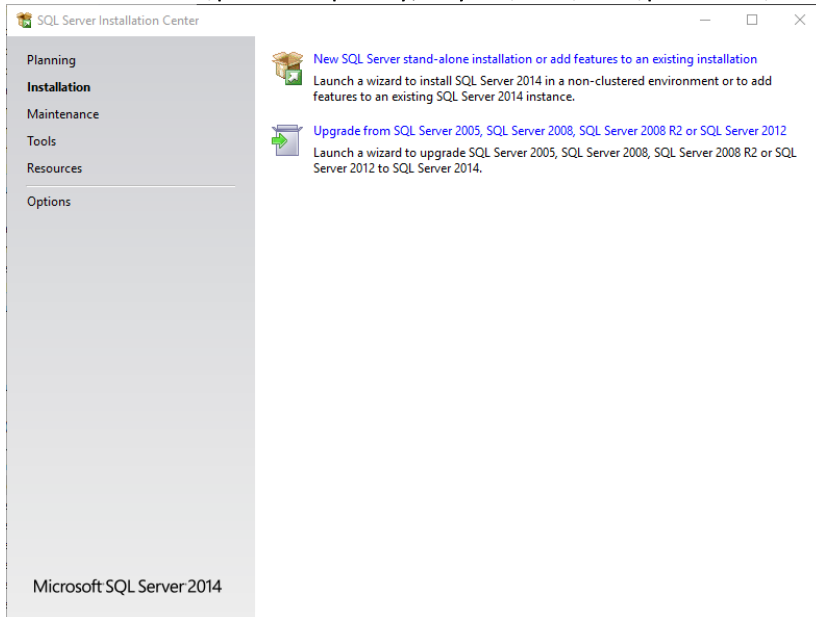 SQL Server Installation Center
Planning
Installation
Maintenance
Tools
Resources
Options
New SQL Server stand-alone installation or add features to an existing installation
Launch a wizard to install SQL Server 2014 in a non-clustered environment or to add
features to an existing SQL Server 2014 instance.
Upgrade from SQL Server 2005, SQL Server 2008, SQL Server 2008 R2 or SQL Server 2012
Launch a wizard to upgrade SQL Server 2005, SQL Server 2008, SQL Server 2008 R2 or SQL
Server 2012 to SQL Server 2014.
Microsoft SQL Server 2014